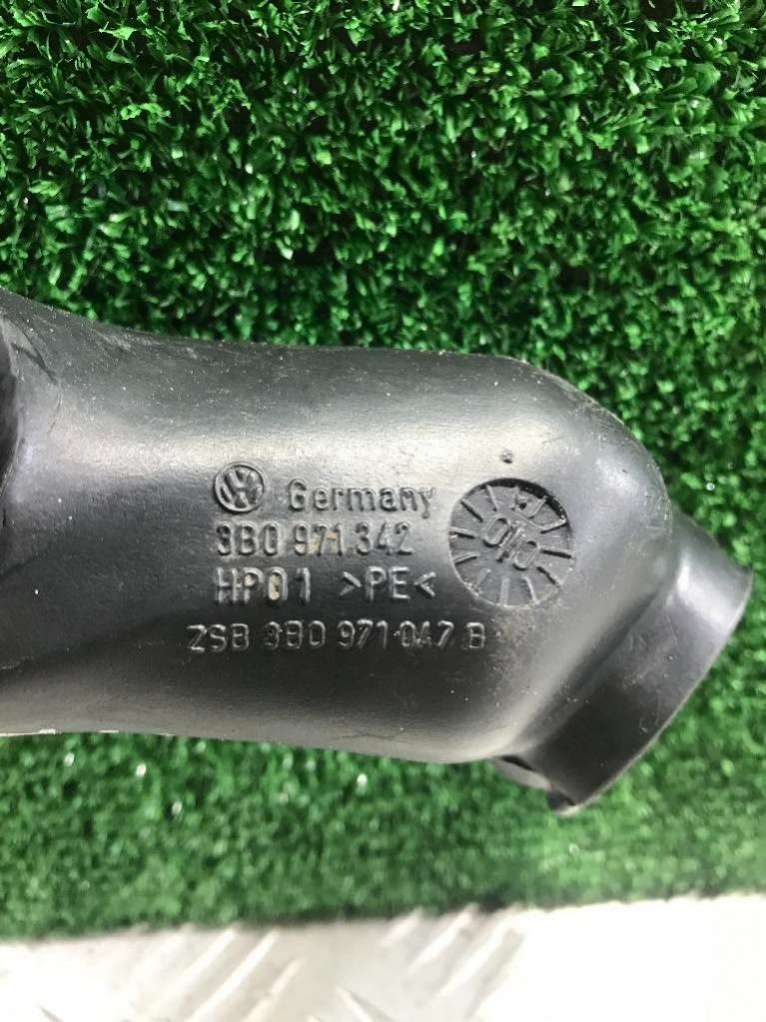 Germany
3B0 971 342
HP01 >PE<
ZSB 3B0 971 047 B